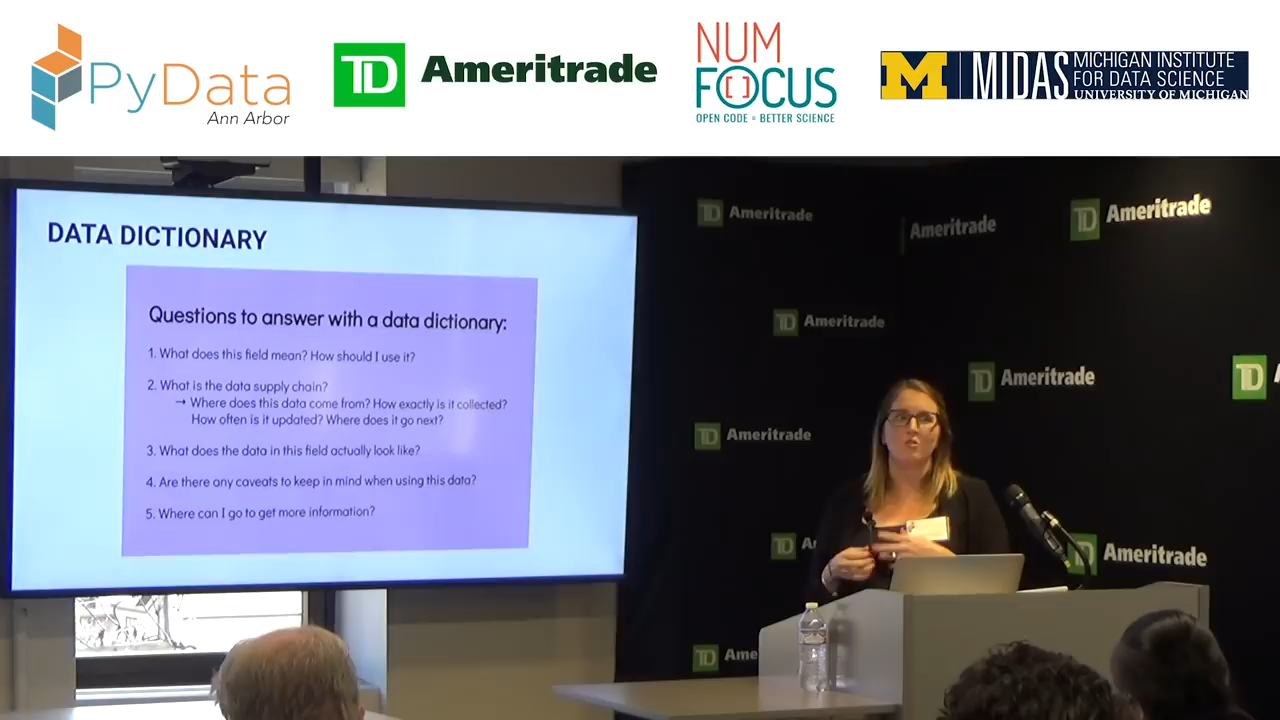 PyData
Ann Arbor
TD Ameritrade
NUM
FOCUS
OPEN CODE = BETTER SCIENCE
M MIDAS
MICHIGAN INSTITUTE
FOR DATA SCIENCE
UNIVERSITY OF MICHIGAN
DATA DICTIONARY
Questions to answer with a data dictionary:
1. What does this field mean? How should I use it?
2. What is the data supply chain?
→ Where does this data come from? How exactly is it collected?
How often is it updated? Where does it go next?
3. What does the data in this field actually look like?
4. Are there any caveats to keep in mind when using this data?
5. Where can I go to get more information?
TD Ameritrade
Ameritrade
TD Ameritrade
TD Ameritrade
TD Ameritrade
TD A
TD Ameritrade
TD Am
TD Ameritrade
TD Ame